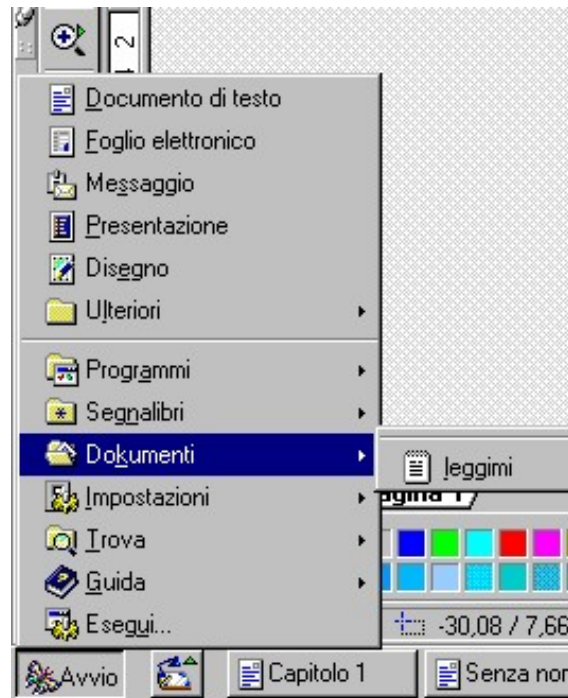 2
Documento di testo
Foglio elettronico
Messaggio
Presentazione
Disegno
Ulteriori
Programmi
Segnalibri
Dokumenti
leggimi
Impostazioni
Trova
Guida
Esegui...
-30,08 / 7,66
Avvio
Capitolo 1
Senza nor